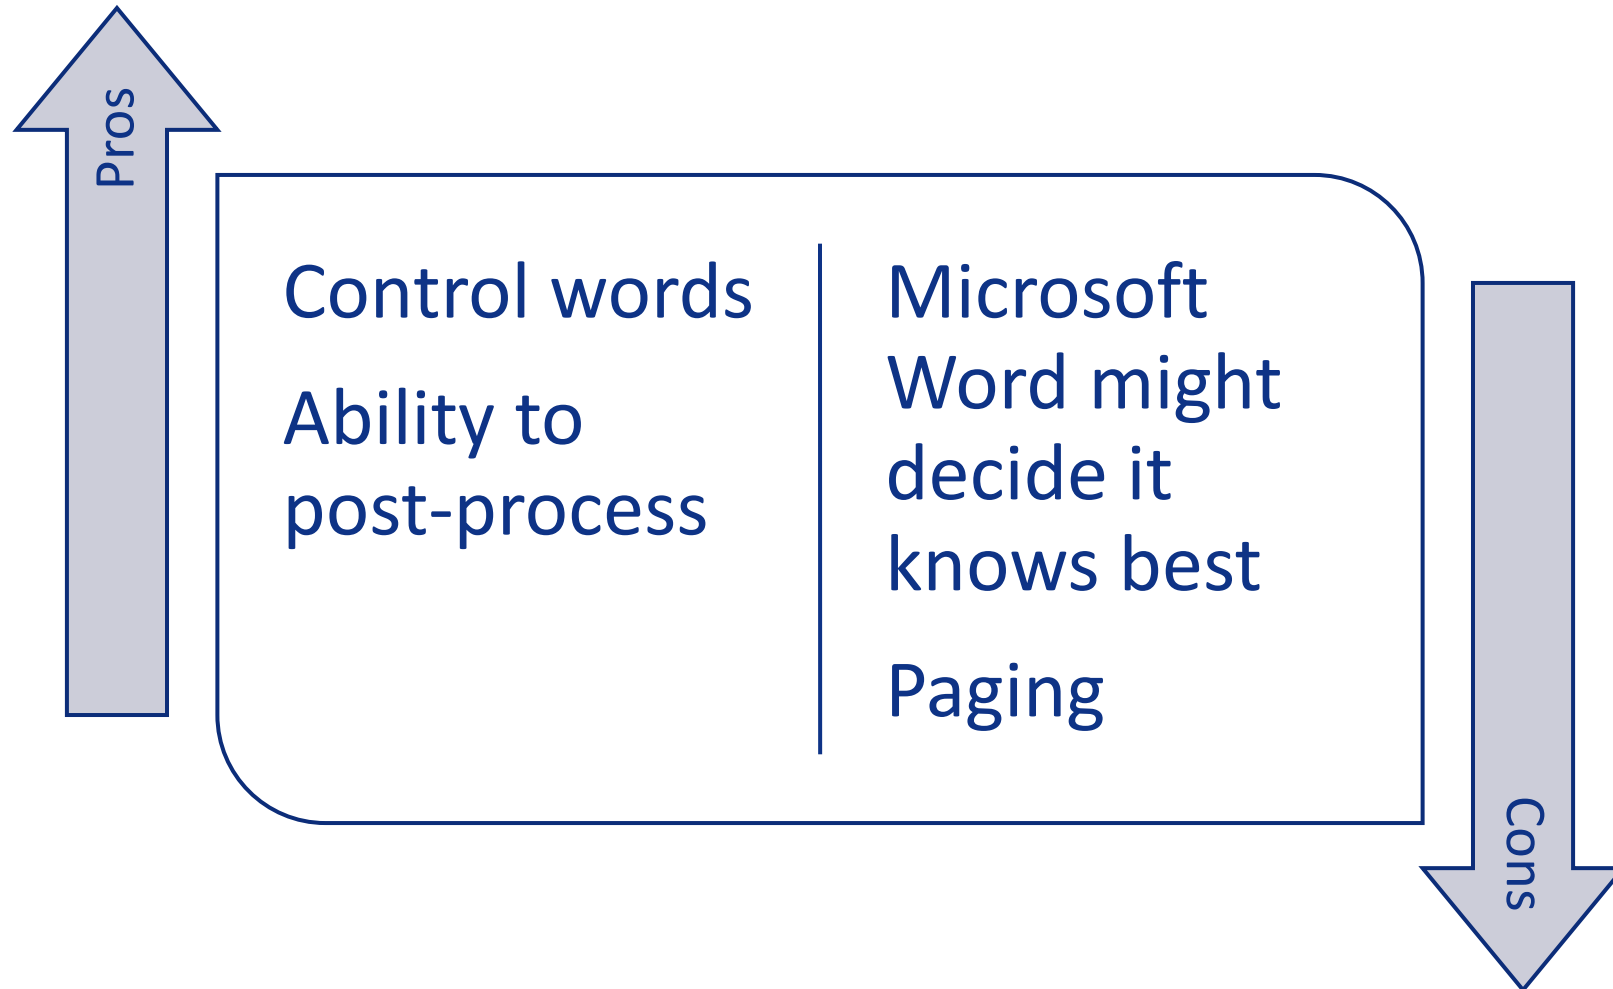 Pros
Control words
Ability to
post-process
Microsoft
Word might
decide it
knows best
Paging
Cons